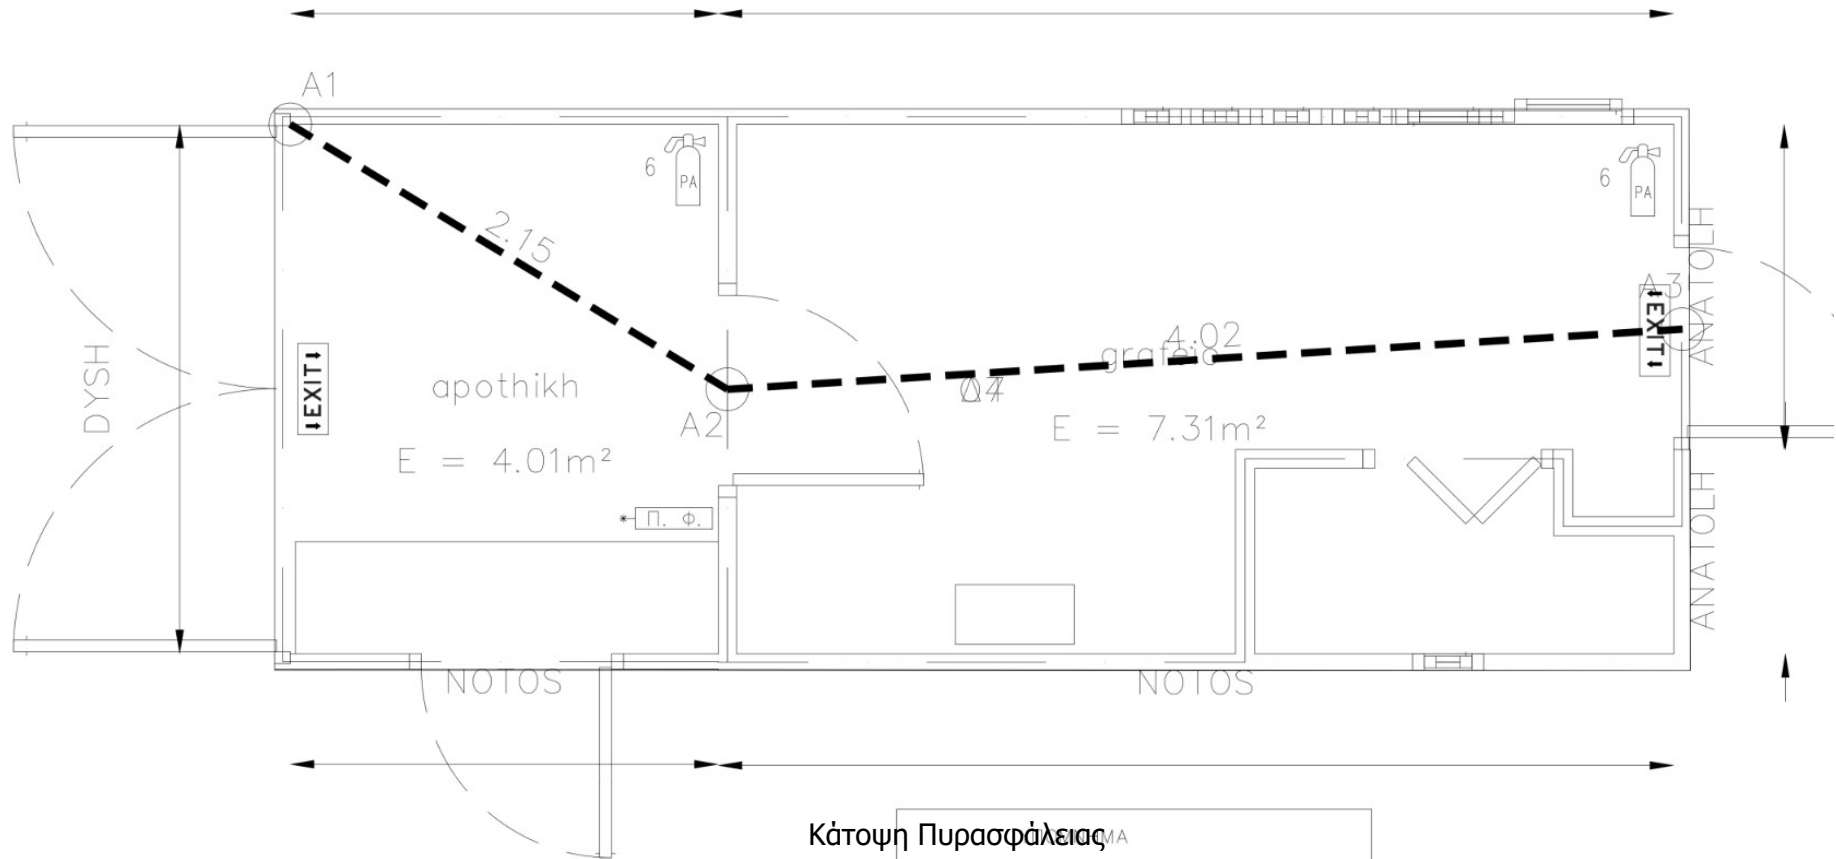 A1
6
PA
6
PA
2.15
ANATOLH
A3
EXIT
4.02
grafeio
DYSH
EXIT
apothikh
A2
E = 7.31m²
E = 4.01m²
Π. Φ.
ANATOLH
NOTOS
NOTOS
Κάτοψη Πυρασφάλειας